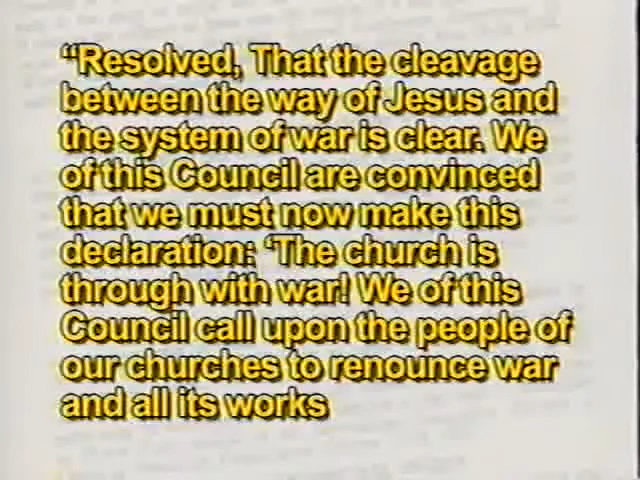 “Resolved, That the cleavage
between the way of Jesus and
the system of war is clear. We
of this Council are convinced
that we must now make this
declaration: ‘The church is
through with war! We of this
Council call upon the people of
our churches to renounce war
and all its works